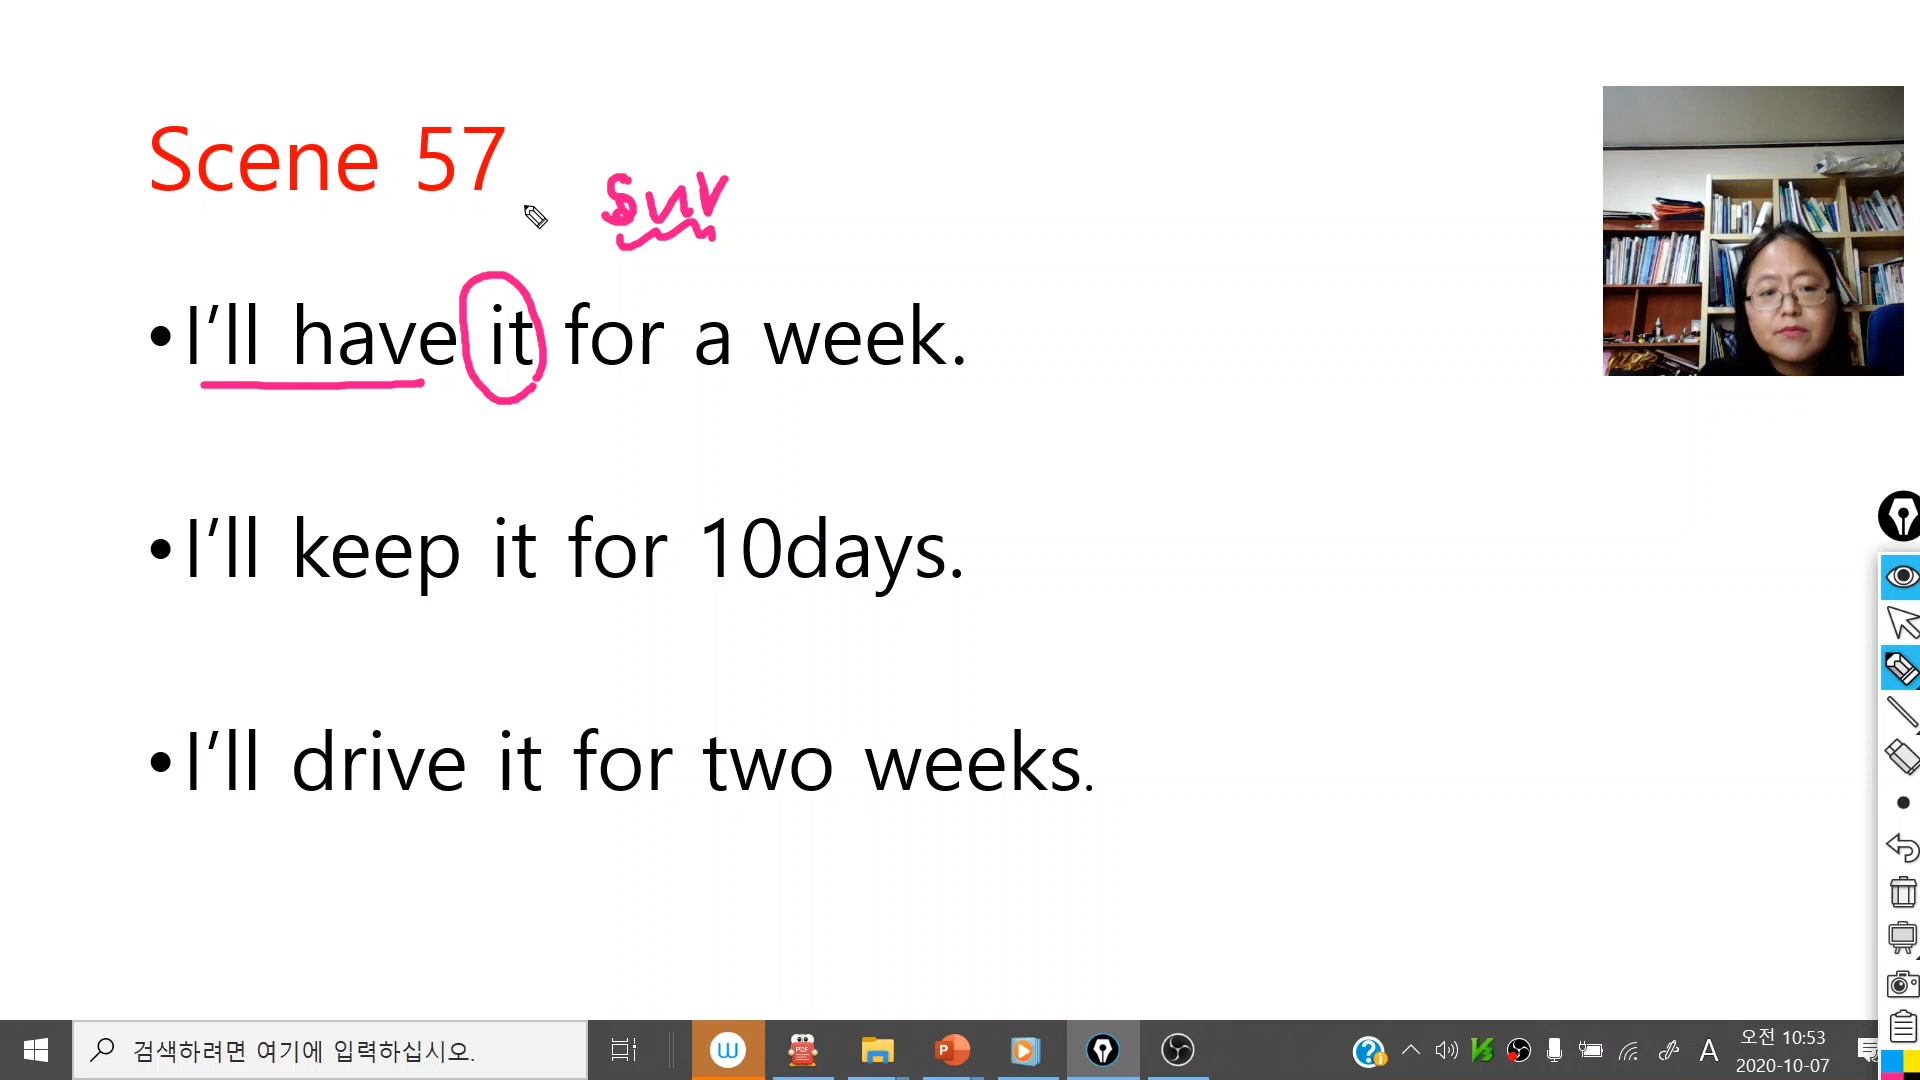 Scene 57
suv
•I’ll have it for a week.
•I’ll keep it for 10days.
•I’ll drive it for two weeks.
검색하려면 여기에 입력하십시오.
A
오전 10:53
2020-10-07